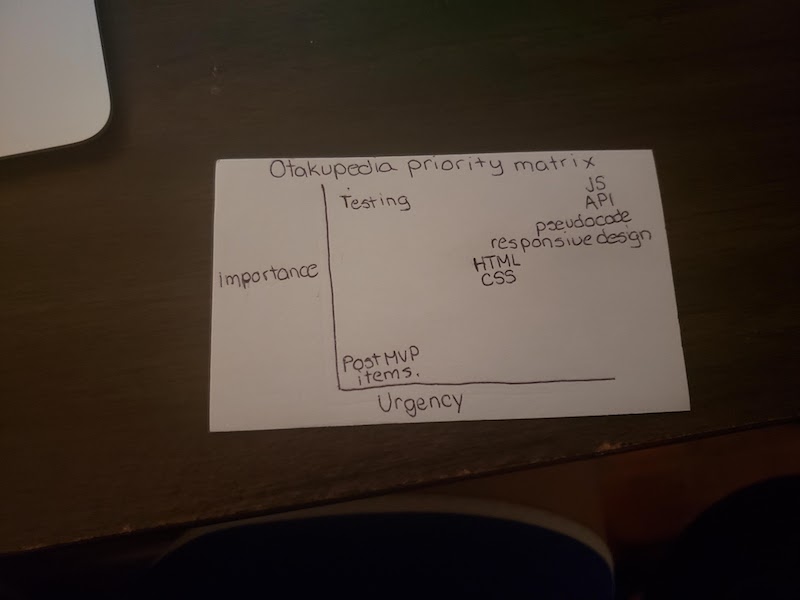 Otakupedia priority matrix
Testing
JS
API
pseudocode
responsive design
importance
HTML
CSS
Post MVP
items.
Urgency